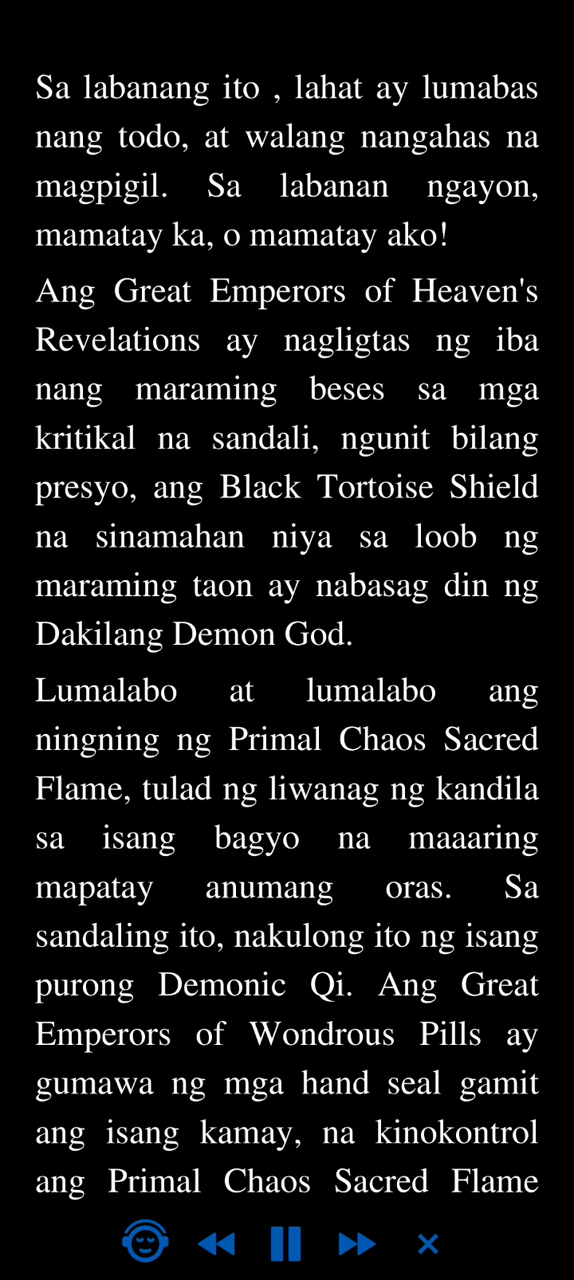 Sa labanang ito , lahat ay lumabas
nang todo, at walang nangahas na
magpigil. Sa labanan ngayon,
mamatay ka, o mamatay ako!
Ang Great Emperors of Heaven's
Revelations ay nagligtas ng iba
nang maraming beses sa mga
kritikal na sandali, ngunit bilang
presyo, ang Black Tortoise Shield
na sinamahan niya sa loob ng
maraming taon ay nabasag din ng
Dakilang Demon God.
Lumalabo at lumalabo ang
ningning ng Primal Chaos Sacred
Flame, tulad ng liwanag ng kandila
sa isang bagyo na maaaring
mapatay anumang oras. Sa
sandaling ito, nakulong ito ng isang
purong Demonic Qi. Ang Great
Emperors of Wondrous Pills ay
gumawa ng mga hand seal gamit
ang isang kamay, na kinokontrol
ang Primal Chaos Sacred Flame